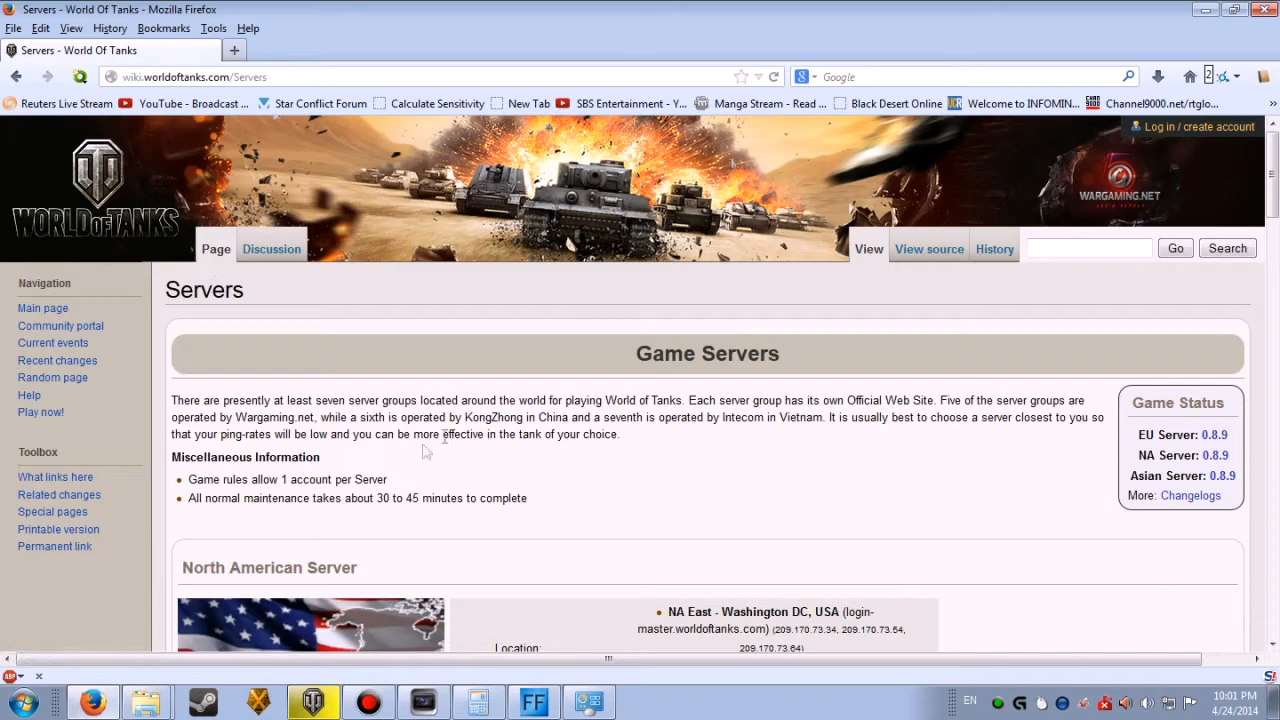 Servers - World Of Tanks - Mozilla Firefox
File Edit View History Bookmarks Tools Help
Servers - World Of Tanks
wiki.worldoftanks.com/Servers
Google
2
Reuters Live Stream YouTube - Broadcast ... Star Conflict Forum Calculate Sensitivity New Tab SBS Entertainment - Y... Manga Stream - Read ... Black Desert Online Welcome to INFOMIN... Channel9000.net/rtglo...
Log in / create account
WORLD OF TANKS
WARGAMING.NET
Page Discussion View View source History Go Search
Navigation
Main page
Community portal
Current events
Recent changes
Random page
Help
Play now!
Toolbox
What links here
Related changes
Special pages
Printable version
Permanent link
Servers
Game Servers
There are presently at least seven server groups located around the world for playing World of Tanks. Each server group has its own Official Web Site. Five of the server groups are
operated by Wargaming.net, while a sixth is operated by KongZhong in China and a seventh is operated by Intecom in Vietnam. It is usually best to choose a server closest to you so
that your ping-rates will be low and you can be more effective in the tank of your choice.
Miscellaneous Information
Game rules allow 1 account per Server
All normal maintenance takes about 30 to 45 minutes to complete
Game Status
EU Server: 0.8.9
NA Server: 0.8.9
Asian Server: 0.8.9
More: Changelogs
North American Server
NA East - Washington DC, USA (login-
master.worldoftanks.com) (209.170.73.34, 209.170.73.54,
209.170.73.64)
Location:
ABP
FF
EN
10:01 PM
4/24/2014